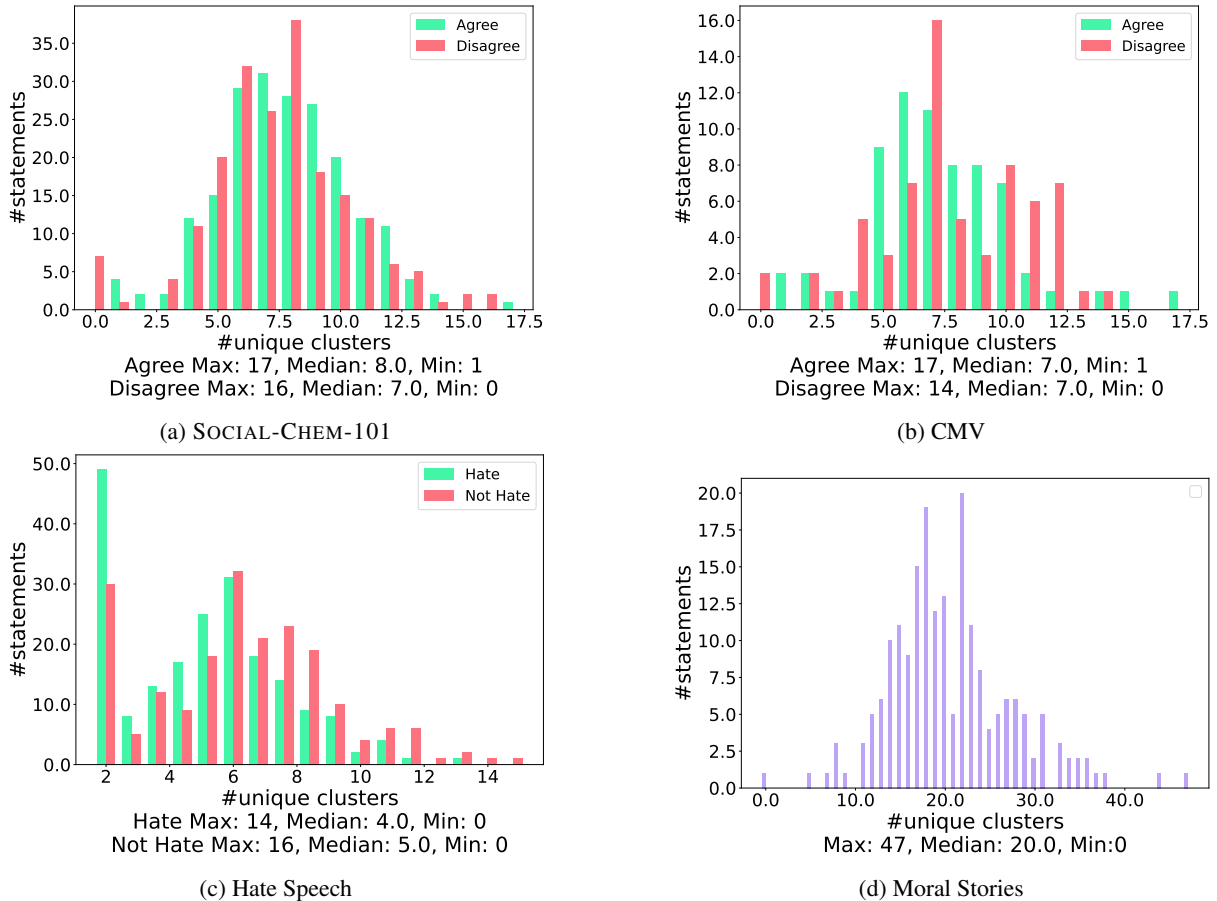 35.0
30.0
25.0
20.0
15.0
10.0
5.0
0.0
#statements
Agree
Disagree
0.0 2.5 5.0 7.5 10.0 12.5 15.0 17.5
#unique clusters
Agree Max: 17, Median: 8.0, Min: 1
Disagree Max: 16, Median: 7.0, Min: 0
(a) SOCIAL-CHEM-101
16.0
14.0
12.0
10.0
8.0
6.0
4.0
2.0
0.0
#statements
Agree
Disagree
0.0 2.5 5.0 7.5 10.0 12.5 15.0 17.5
#unique clusters
Agree Max: 17, Median: 7.0, Min: 1
Disagree Max: 14, Median: 7.0, Min: 0
(b) CMV
50.0
40.0
30.0
20.0
10.0
0.0
#statements
Hate
Not Hate
2 4 6 8 10 12 14
#unique clusters
Hate Max: 14, Median: 4.0, Min: 0
Not Hate Max: 16, Median: 5.0, Min: 0
(c) Hate Speech
20.0
17.5
15.0
12.5
10.0
7.5
5.0
2.5
0.0
#statements
0.0 10.0 20.0 30.0 40.0
#unique clusters
Max: 47, Median: 20.0, Min:0
(d) Moral Stories